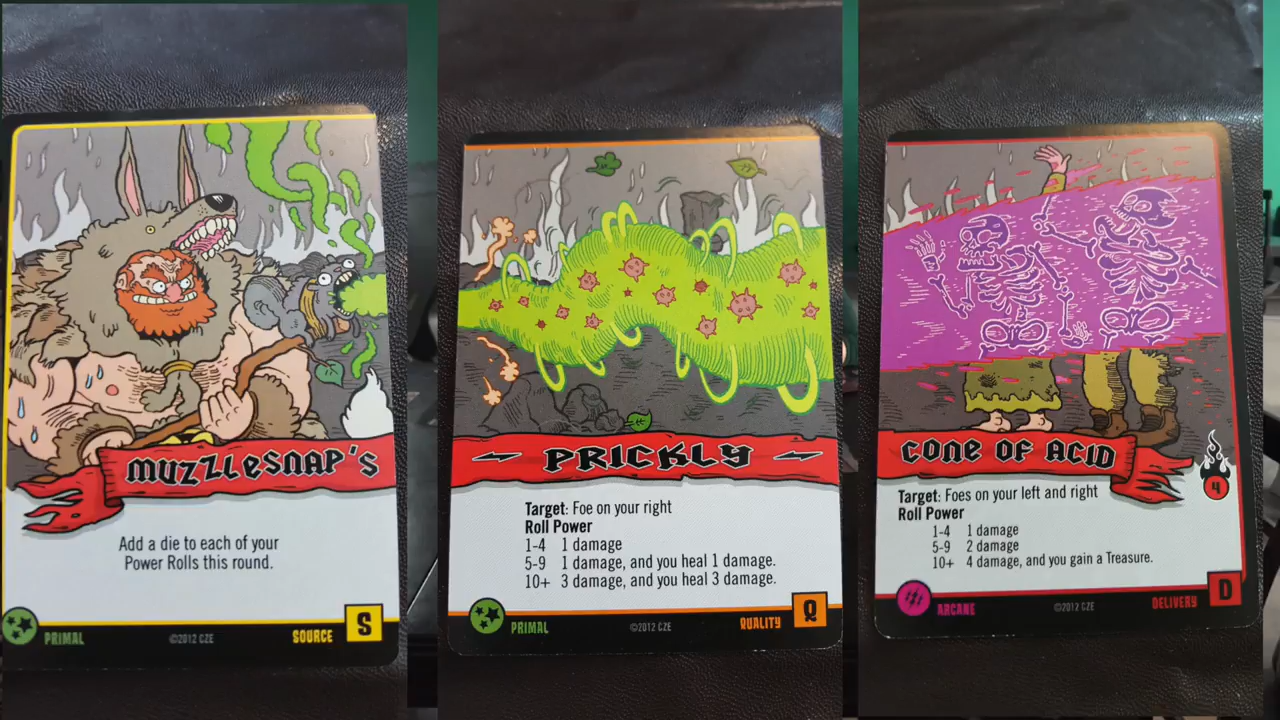 MUZZLESNAP'S
Add a die to each of your
Power Rolls this round.
PRIMAL
©2012 CZE
SOURCE
S
PRICKLY
Target: Foe on your right
Roll Power
1-4 1 damage
5-9 1 damage, and you heal 1 damage.
10+ 3 damage, and you heal 3 damage.
PRIMAL
©2012 CZE
QUALITY
Q
CONE OF ACID
4
Target: Foes on your left and right
Roll Power
1-4 1 damage
5-9 2 damage
10+ 4 damage, and you gain a Treasure.
ARCANE
©2012 CZE
DELIVERY
D